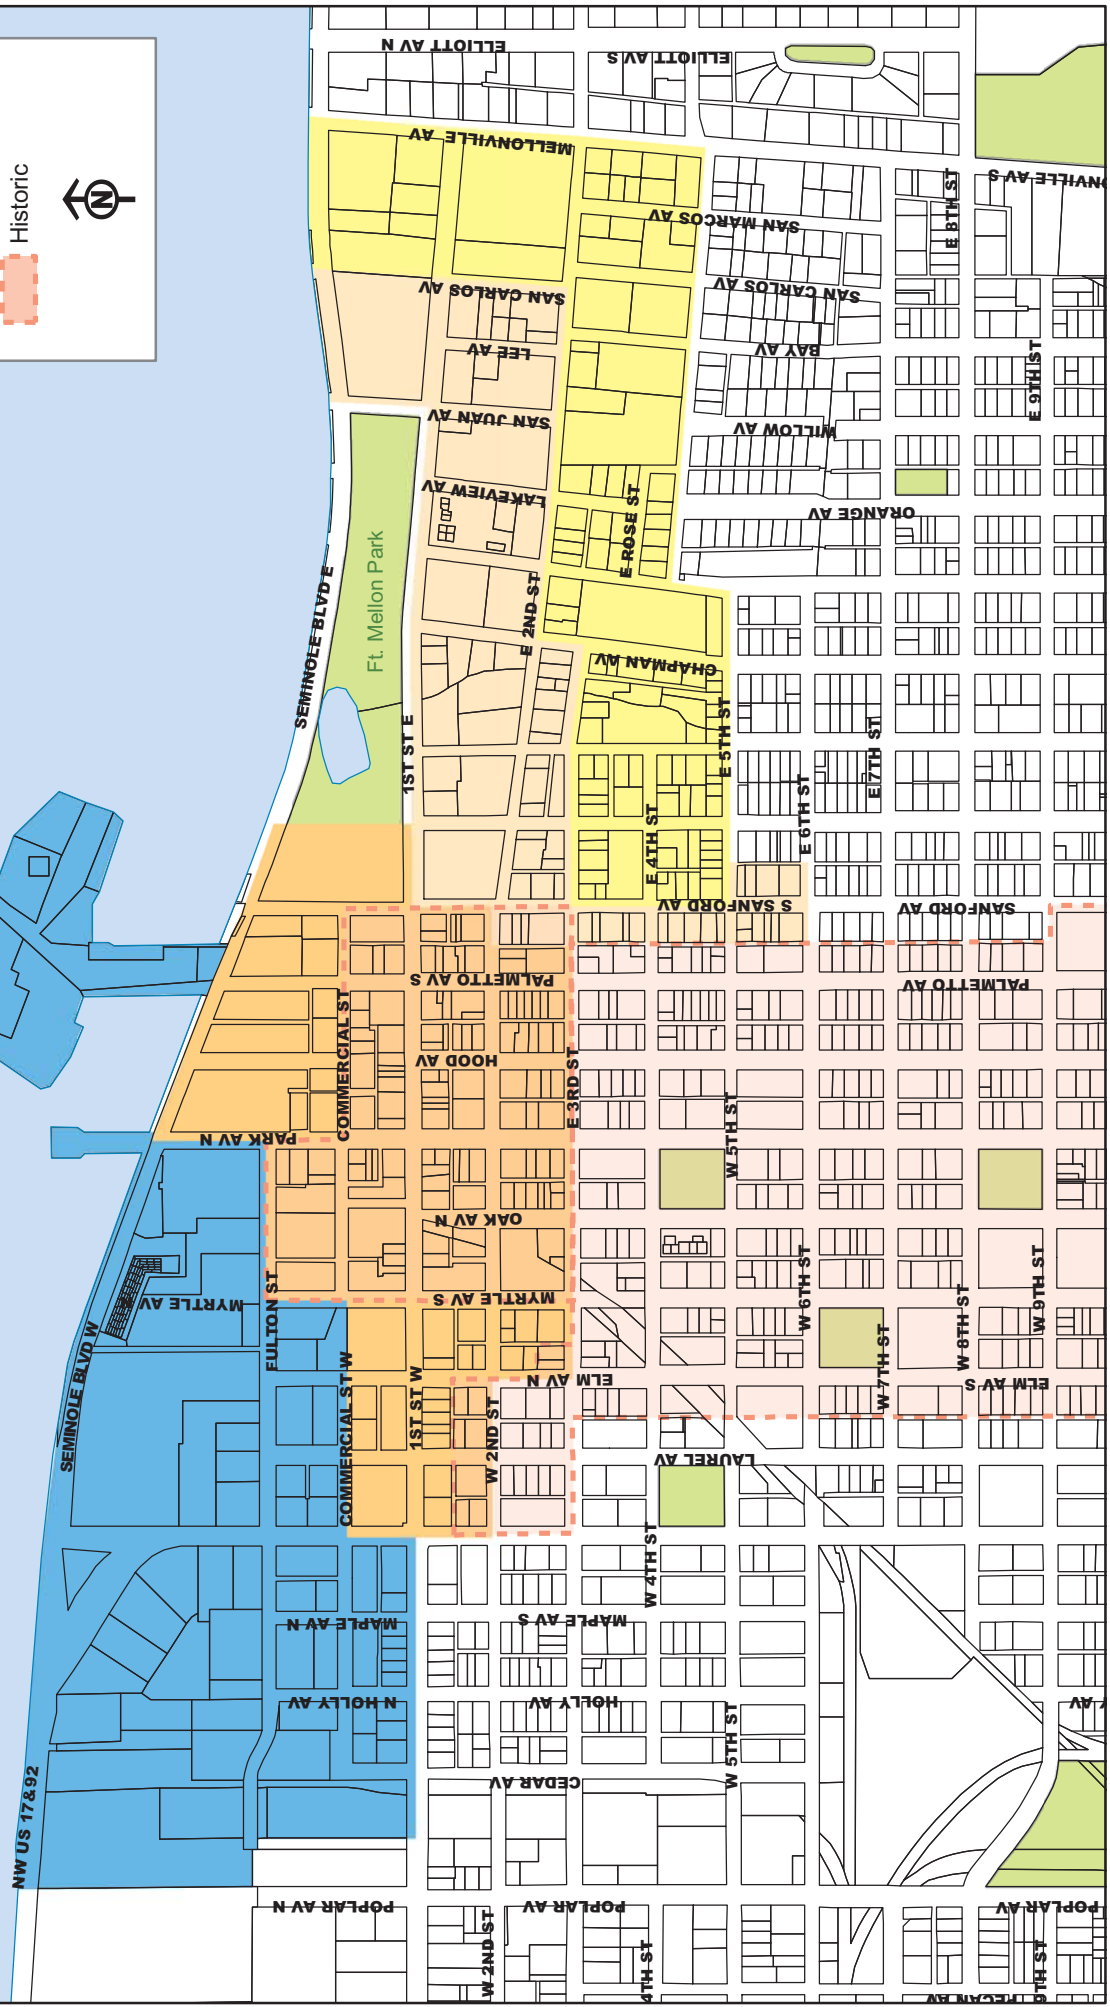 Historic
N
ELLIOTT AV N
ELLIOTT AV S
MELLONVILLE AV
SAN MARCOS AV
E 8TH ST
SAN CARLOS AV
SAN CARLOS AV
LEE AV
BAY AV
E 9TH ST
SAN JUAN AV
WILLOW AV
LAKEVIEW AV
ORANGE AV
E ROSE ST
Ft. Mellon Park
SEMINOLE BLVD E
E 2ND ST
CHAPMAN AV
1ST ST E
E 5TH ST
E 7TH ST
E 6TH ST
E 4TH ST
S SANFORD AV
SANFORD AV
PALMETTO AV S
PALMETTO AV
COMMERCIAL ST
HOOD AV
E 3RD ST
PARK AV N
W 5TH ST
OAK AV N
MYRTLE AV
FULTON ST
MYRTLE AV S
W 6TH ST
W 8TH ST
W 9TH ST
SEMINOLE BLVD W
COMMERCIAL ST W
1ST ST W
ELM AV N
W 7TH ST
ELM AV S
W 2ND ST
LAUREL AV
W 4TH ST
MAPLE AV N
MAPLE AV S
N HOLLY AV
HOLLY AV
W 5TH ST
CEDAR AV
NW US 17&92
POPLAR AV N
POPLAR AV
POPLAR AV
W 2ND ST
4TH ST
9TH ST